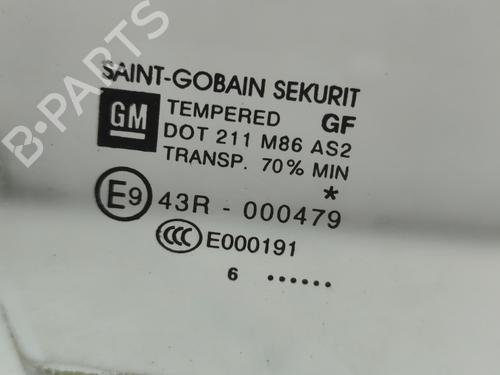 B-PARTS
SAINT-GOBAIN SEKURIT
GM TEMPERED GF
DOT 211 M86 AS2
TRANSP. 70% MIN
*
E9 43R - 000479
CCC E000191
6 ......